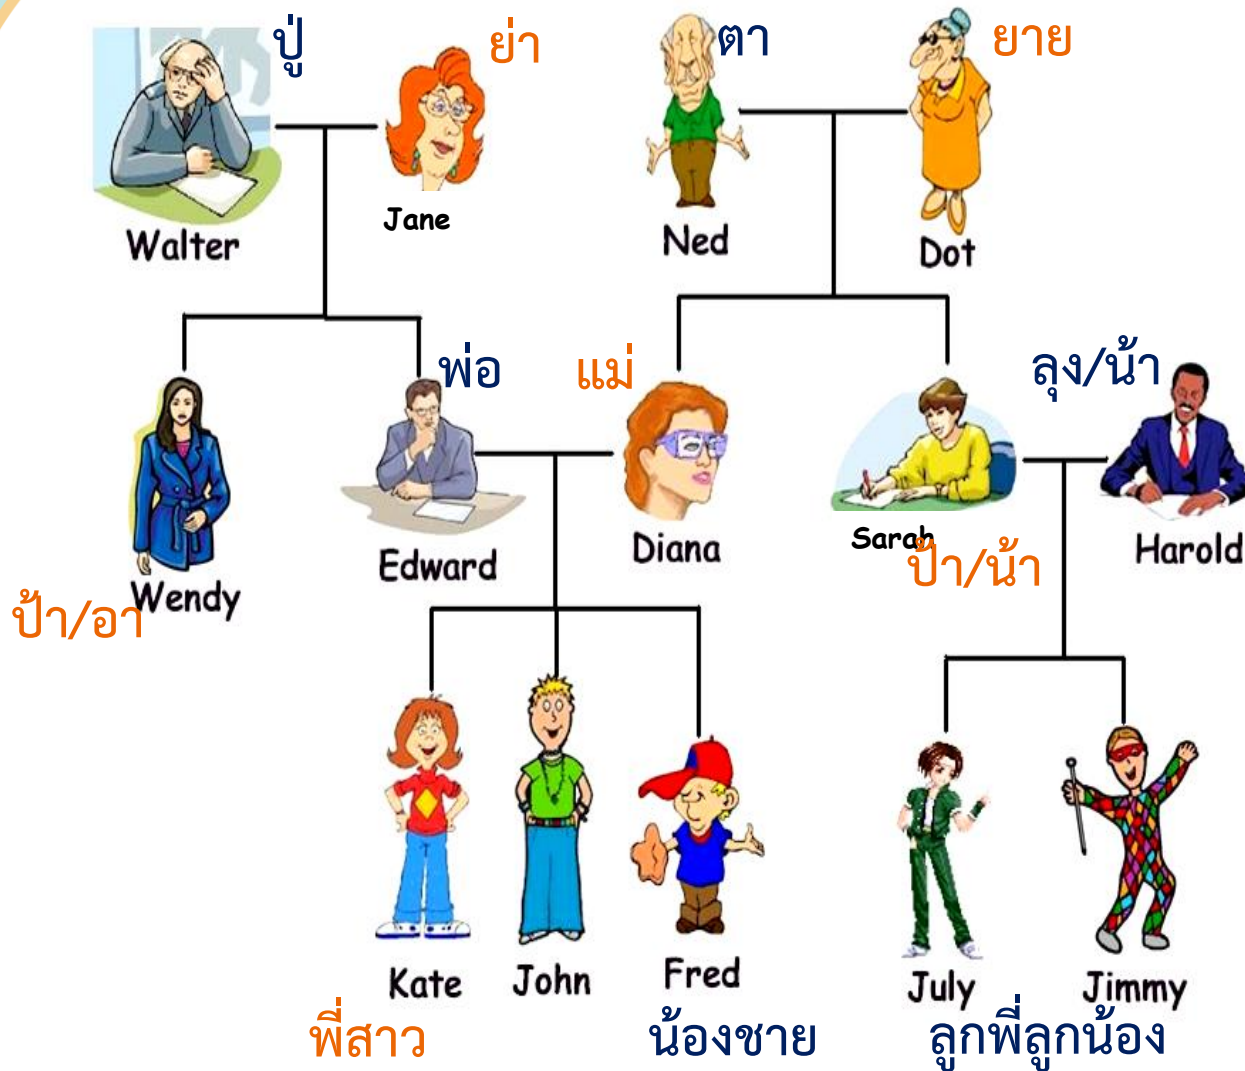 ปู่
ย่า
ตา
ยาย
Walter
Jane
Ned
Dot
พ่อ
แม่
ลุง/น้า
Wendy
Edward
Diana
Sarah
Harold
ป้า/อา
ป้า/น้า
Kate
John
Fred
July
Jimmy
พี่สาว
น้องชาย
ลูกพี่ลูกน้อง